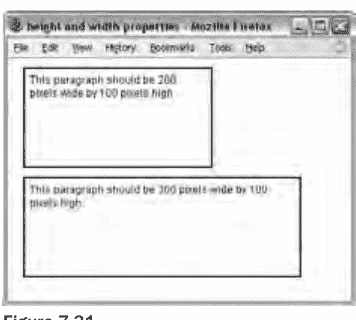 height and width properties - Mozilla Firefox
File Edit View History Bookmarks Tools Help
This paragraph should be 200
pixels wide by 100 pixels high
This paragraph should be 300 pixels wide by 100
pixels high.
Figure 7-21